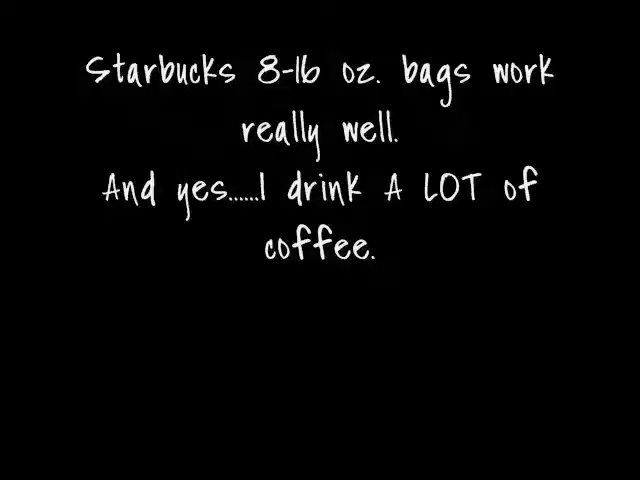 Starbucks 8-16 oz. bags work
really well.
And yes......I drink A LOT of
coffee.